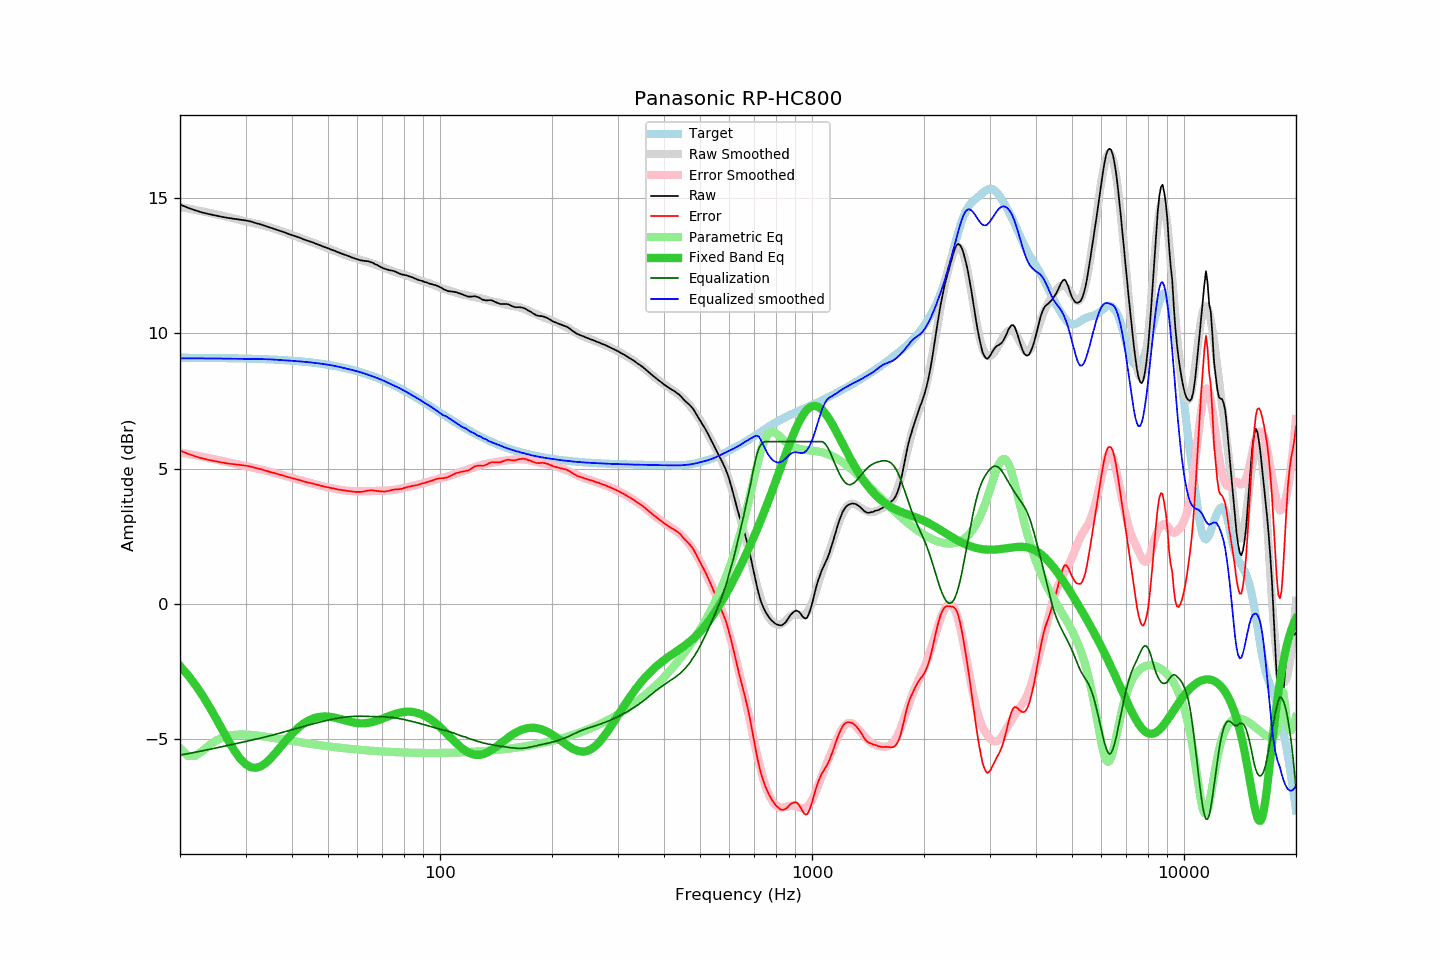 Panasonic RP-HC800
Target
Raw Smoothed
Error Smoothed
Raw
Error
Parametric Eq
Fixed Band Eq
Equalization
Equalized smoothed
Amplitude (dBr)
15
10
5
0
−5
100
1000
10000
Frequency (Hz)